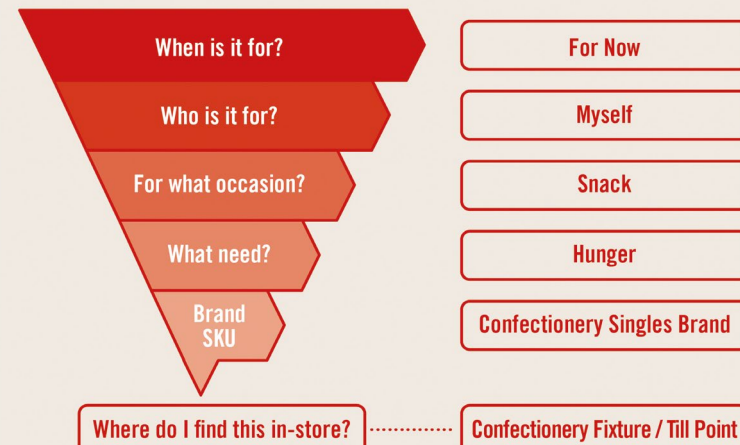 When is it for?
For Now
Who is it for?
Myself
For what occasion?
Snack
What need?
Hunger
Brand
SKU
Confectionery Singles Brand
Where do I find this in-store?
Confectionery Fixture / Till Point